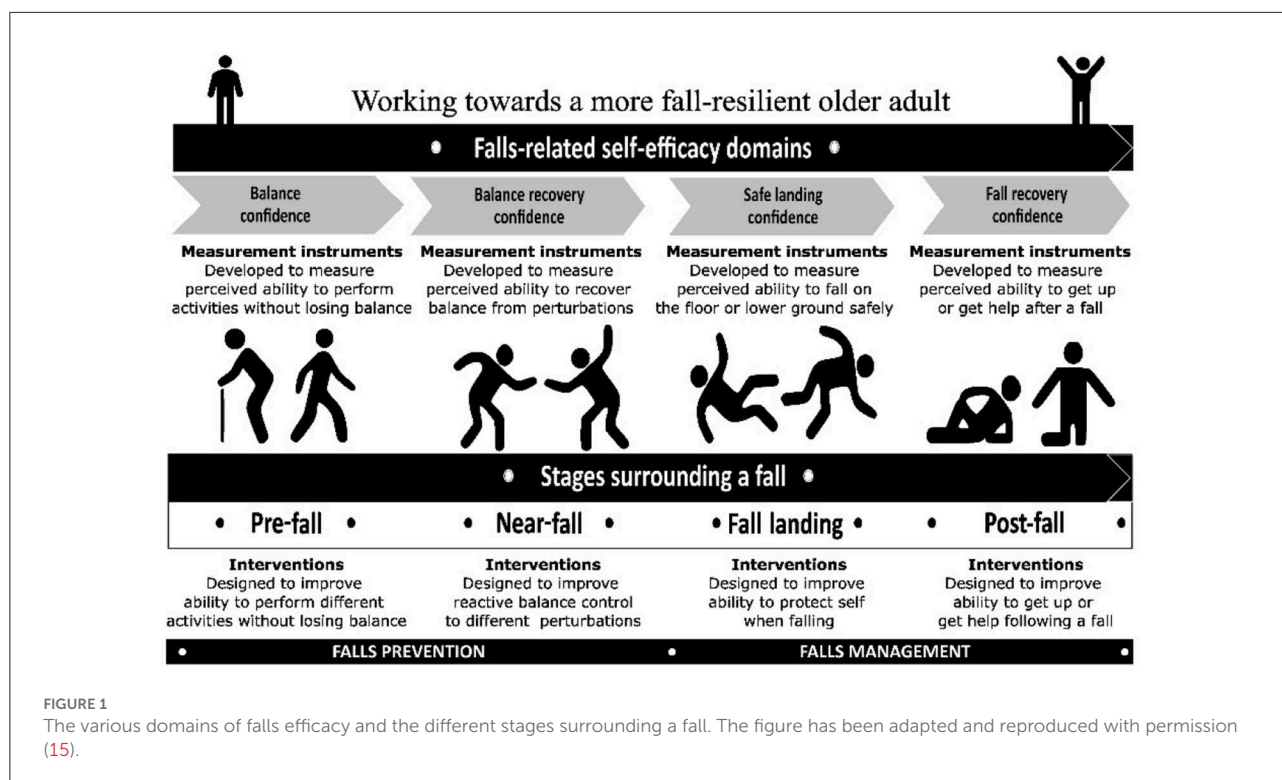 Working towards a more fall-resilient older adult
• Falls-related self-efficacy domains •
Balance
confidence
Balance recovery
confidence
Safe landing
confidence
Fall recovery
confidence
Measurement instruments
Developed to measure
perceived ability to perform
activities without losing balance
Measurement instruments
Developed to measure
perceived ability to recover
balance from perturbations
Measurement instruments
Developed to measure
perceived ability to fall on
the floor or lower ground safely
Measurement instruments
Developed to measure
perceived ability to get up
or get help after a fall
• Stages surrounding a fall •
• Pre-fall •
• Near-fall •
• Fall landing •
• Post-fall •
Interventions
Designed to improve
ability to perform different
activities without losing balance
Interventions
Designed to improve
reactive balance control
to different perturbations
Interventions
Designed to improve
ability to protect self
when falling
Interventions
Designed to improve
ability to get up or
get help following a fall
• FALLS PREVENTION • FALLS MANAGEMENT •
FIGURE 1
The various domains of falls efficacy and the different stages surrounding a fall. The figure has been adapted and reproduced with permission
(15).